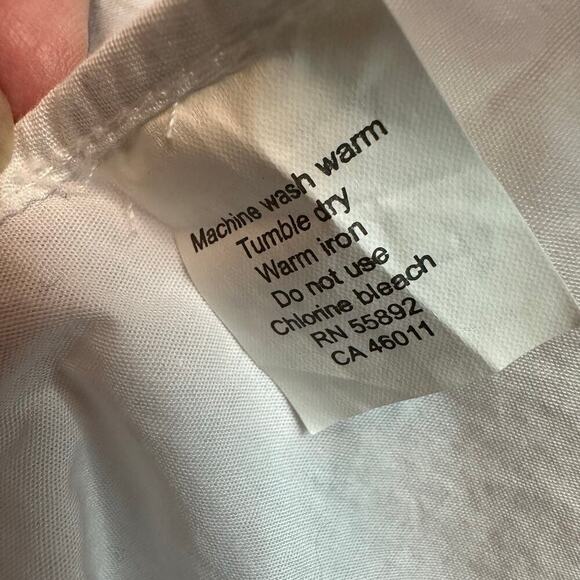 Machine wash warm
Tumble dry
Warm iron
Do not use
Chlorine bleach
RN 55892
CA 46011